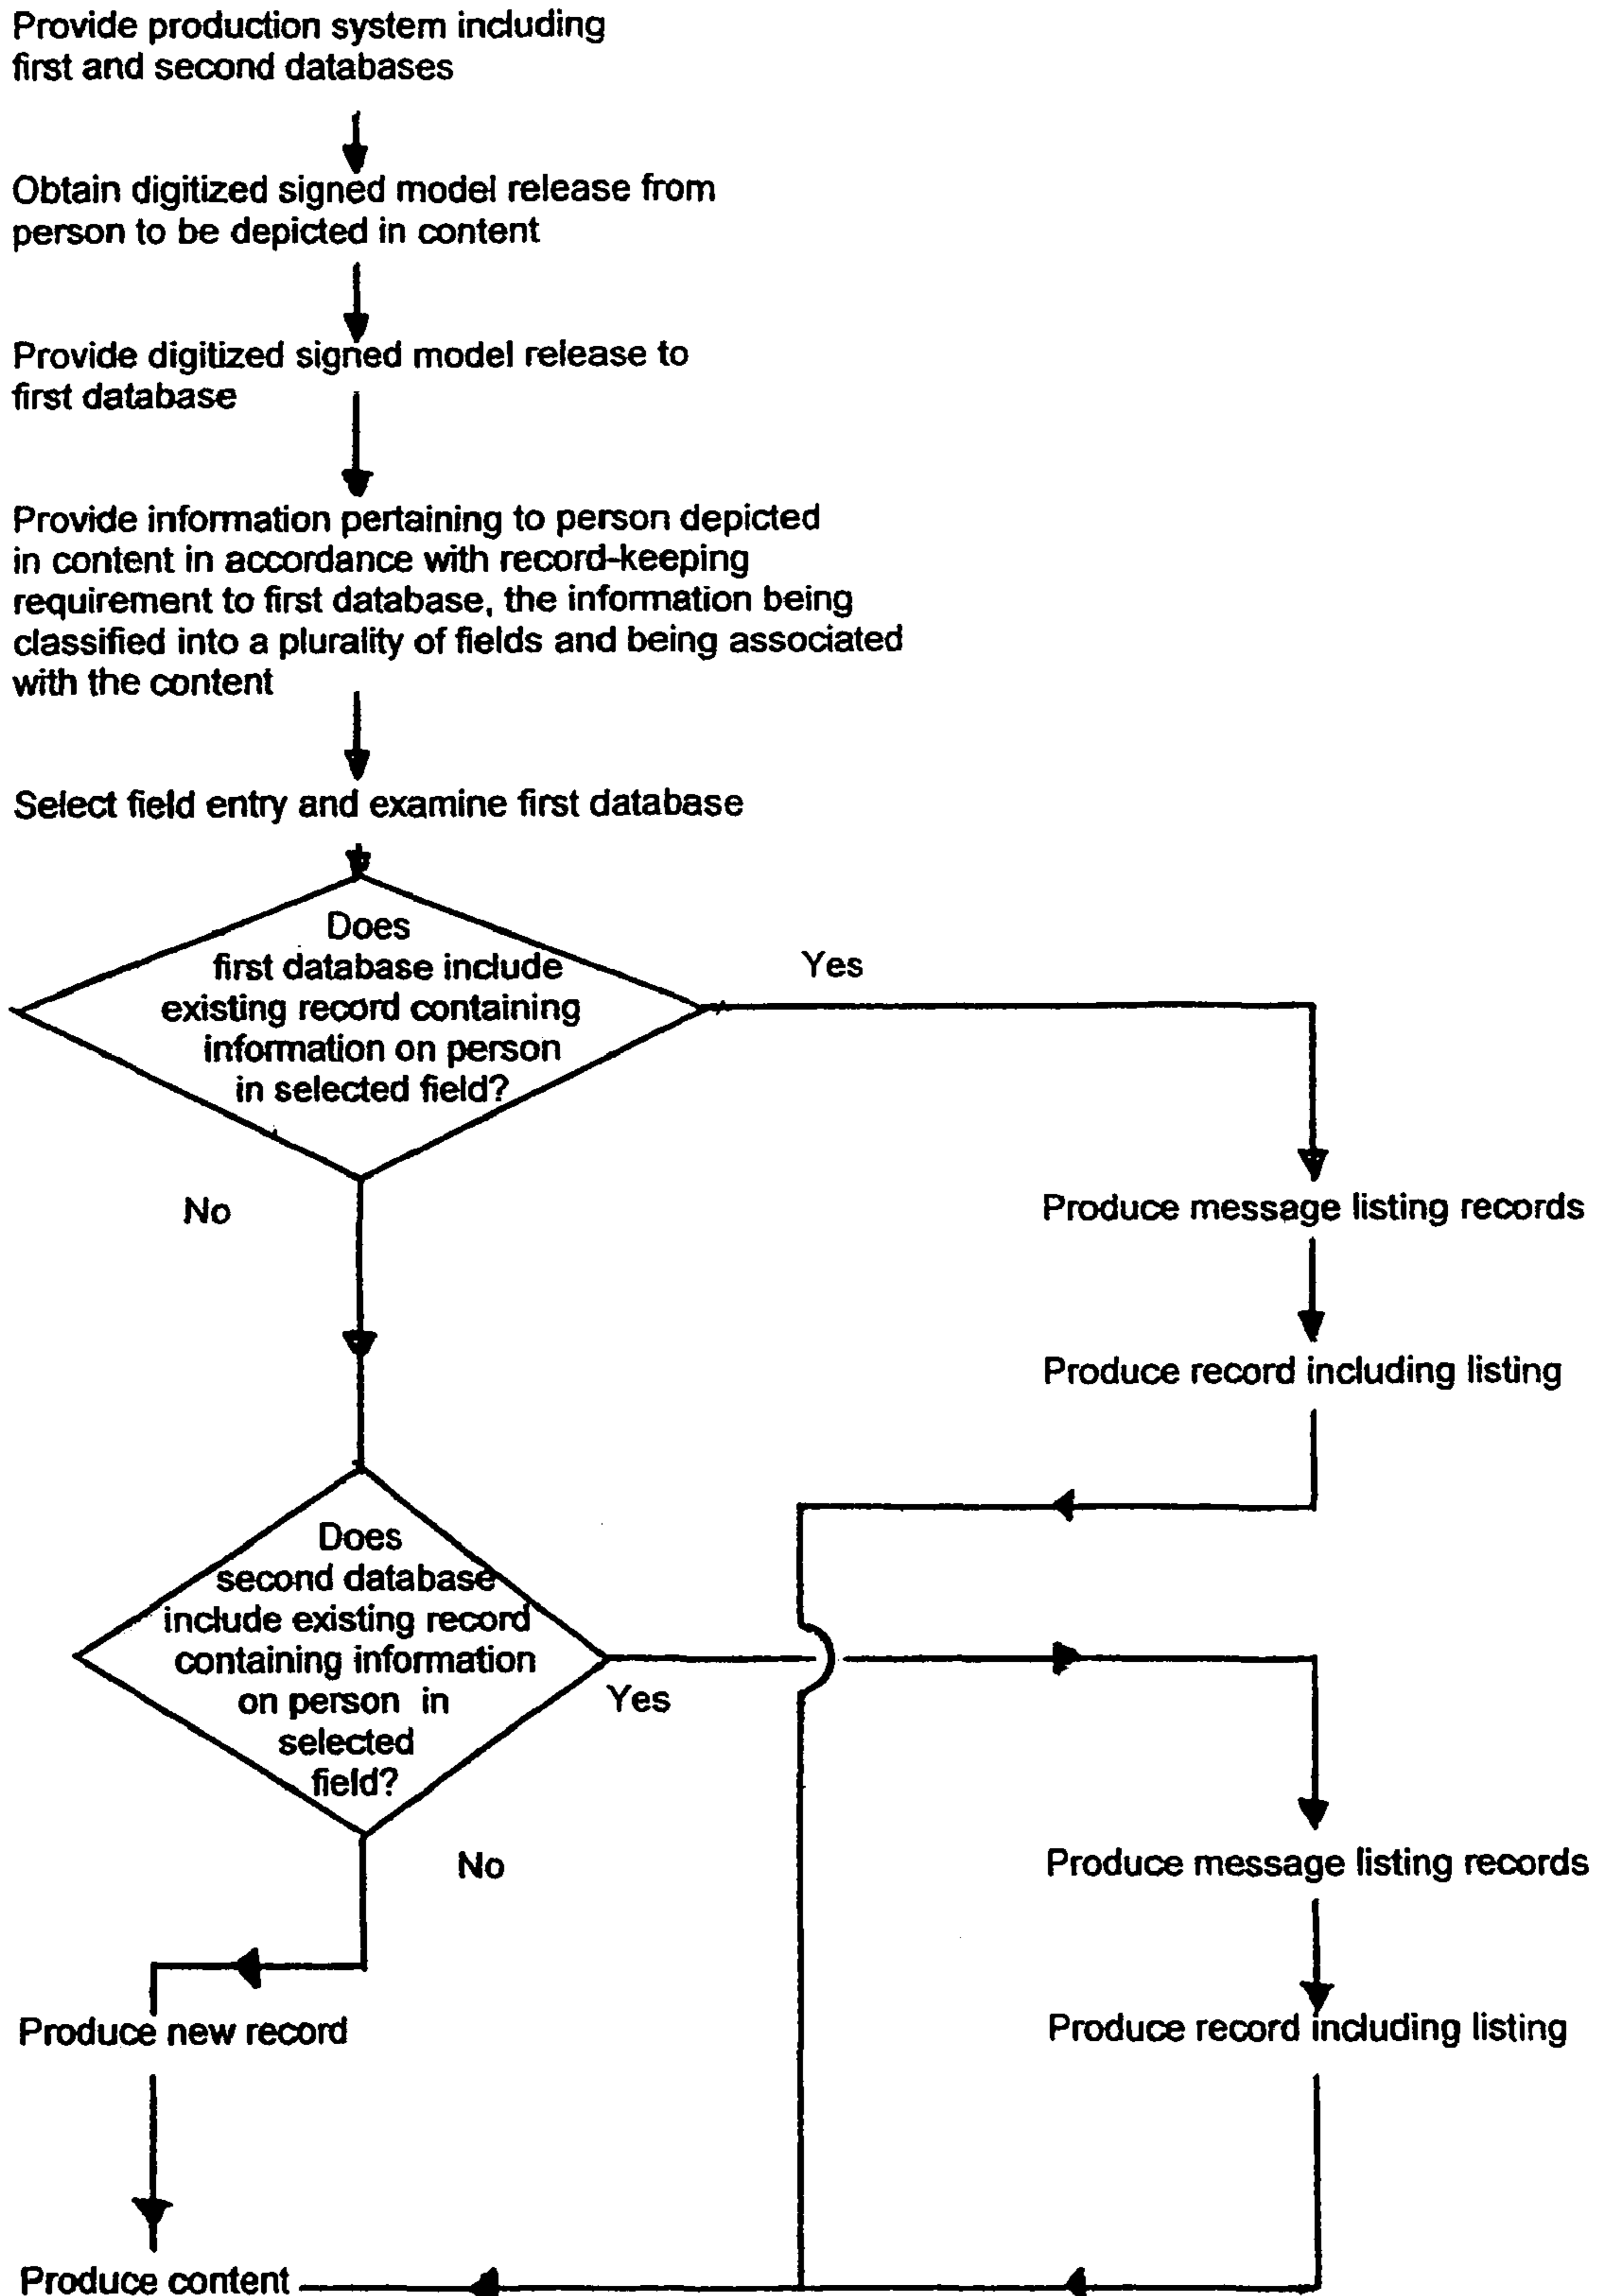 Provide production system including
first and second databases
Obtain digitized signed model release from
person to be depicted in content
Provide digitized signed model release to
first database
Provide information pertaining to person depicted
in content in accordance with record-keeping
requirement to first database, the information being
classified into a plurality of fields and being associated
with the content
Select field entry and examine first database
Does
first database include
existing record containing
information on person
in selected field?
Yes
No
Produce message listing records
Produce record including listing
Does
second database
include existing record
containing information
on person in
selected
field?
Yes
No
Produce message listing records
Produce record including listing
Produce new record
Produce content